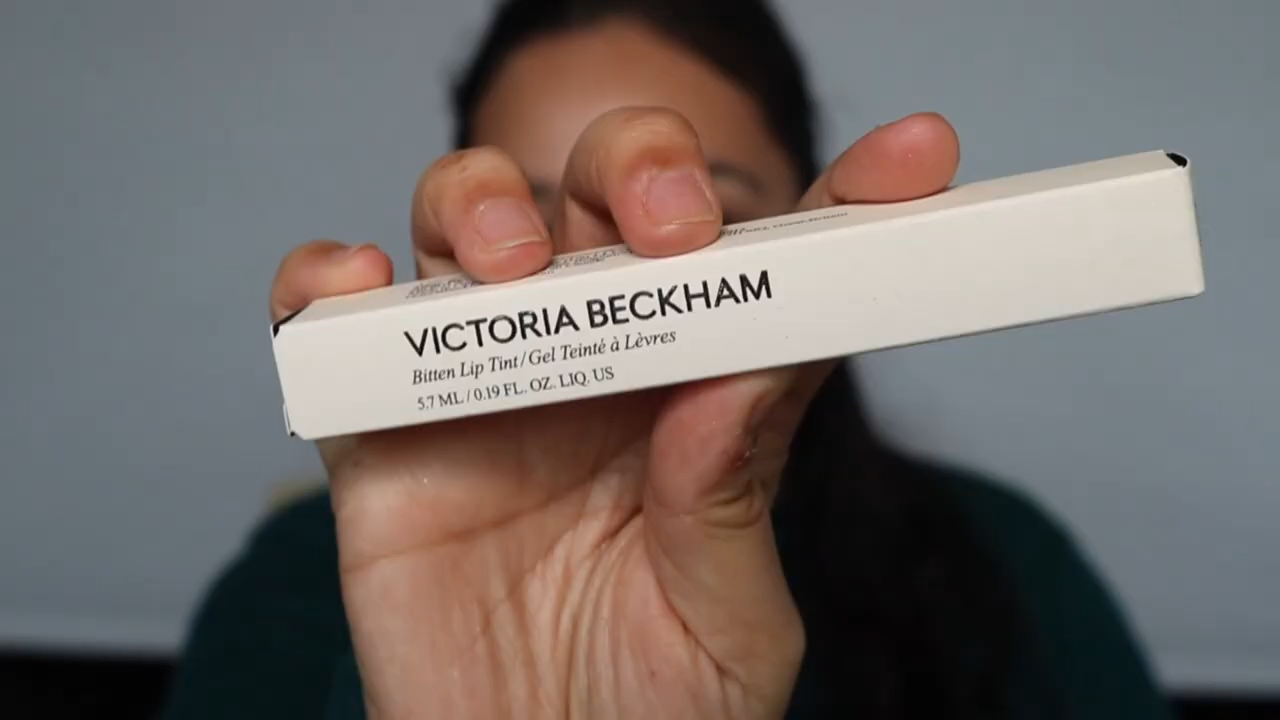 VICTORIA BECKHAM
Bitten Lip Tint / Gel Teinté à Lèvres
5.7 ML / 0.19 FL. OZ. LIQ. US